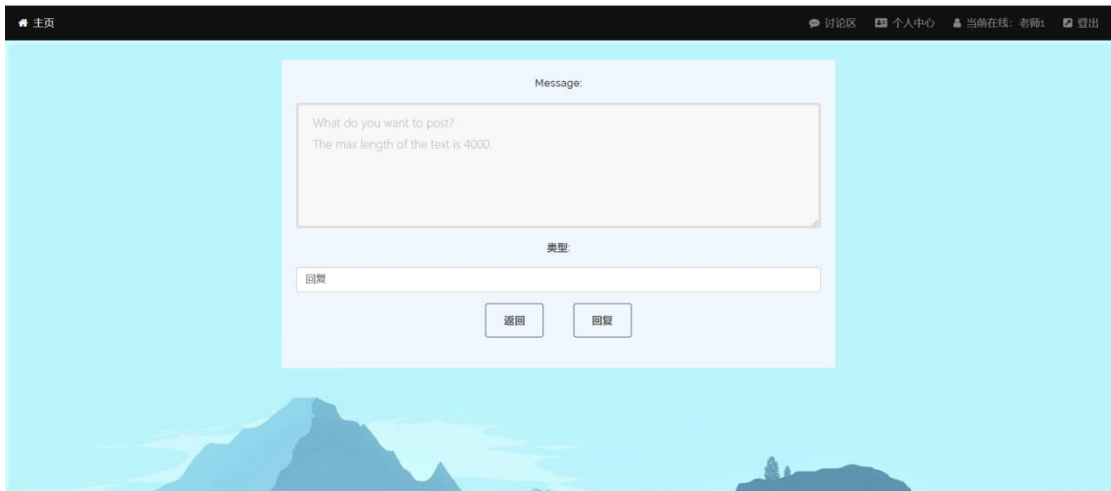 主页 讨论区 个人中心 当前在线：老师1 登出
Message:
What do you want to post?
The max length of the text is 4000.
类型:
回复
返回 回复